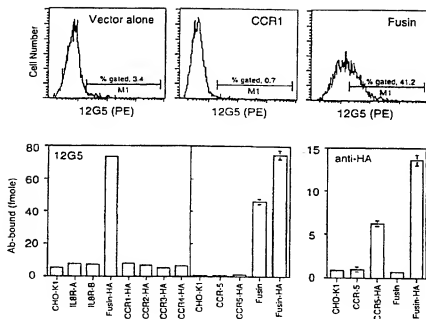 Vector alone
CCR1
Fusin
Cell Number
% gated, 3.4
M1
% gated, 0.7
M1
% gated, 41.2
M1
12G5 (PE)
12G5 (PE)
12G5 (PE)
12G5
anti-HA
Ab-bound (fmole)
80
60
40
20
0
15
10
5
0
CHO-K1
IL8R-A
IL8R-B
Fusin-HA
CCR1-HA
CCR2-HA
CCR3-HA
CCR4-HA
CHO-K1
CCR-5
CCR5-HA
Fusin
Fusin-HA
CHO-K1
CCR-5
CCR5-HA
Fusin
Fusin-HA